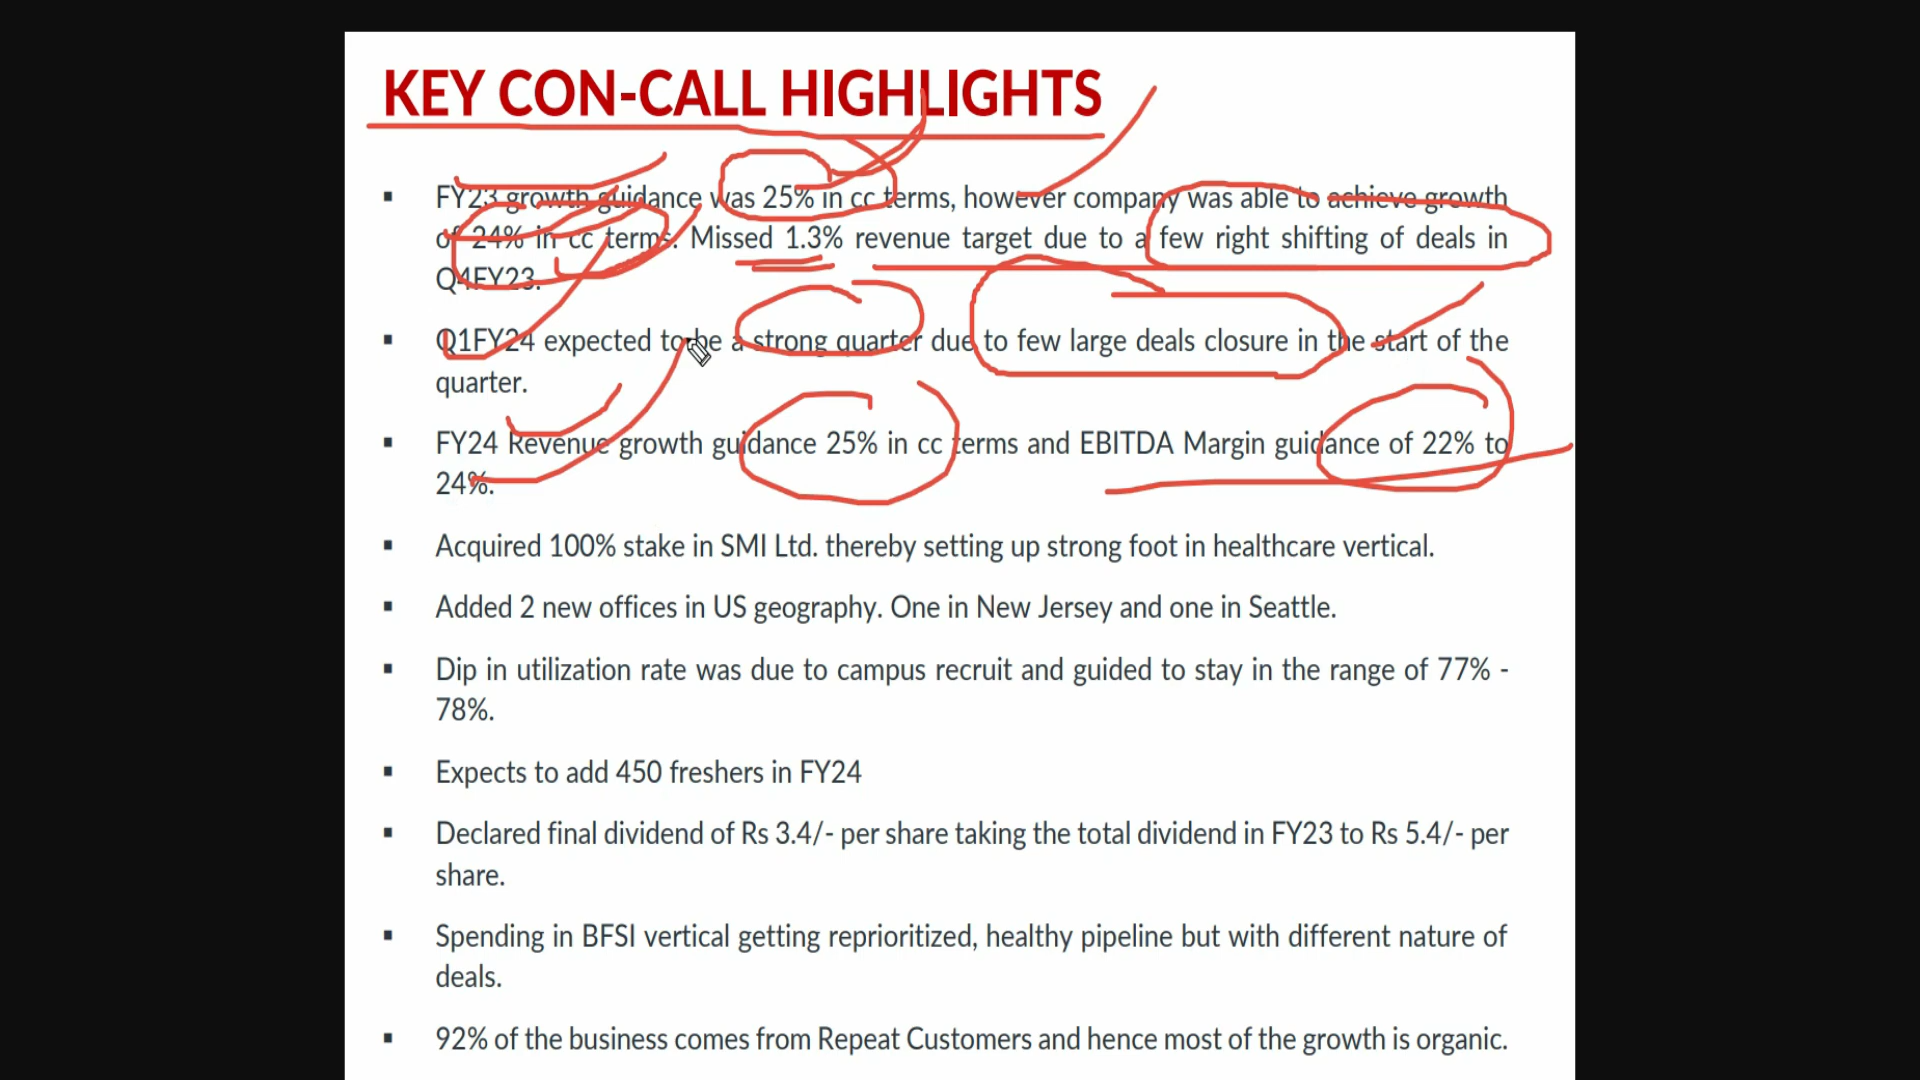 KEY CON-CALL HIGHLIGHTS
▪ FY23 growth guidance was 25% in cc terms, however company was able to achieve growth
of 24% in cc terms. Missed 1.3% revenue target due to a few right shifting of deals in
Q4FY23.
▪ Q1FY24 expected to be a strong quarter due to few large deals closure in the start of the
quarter.
▪ FY24 Revenue growth guidance 25% in cc terms and EBITDA Margin guidance of 22% to
24%.
▪ Acquired 100% stake in SMI Ltd. thereby setting up strong foot in healthcare vertical.
▪ Added 2 new offices in US geography. One in New Jersey and one in Seattle.
▪ Dip in utilization rate was due to campus recruit and guided to stay in the range of 77% -
78%.
▪ Expects to add 450 freshers in FY24
▪ Declared final dividend of Rs 3.4/- per share taking the total dividend in FY23 to Rs 5.4/- per
share.
▪ Spending in BFSI vertical getting reprioritized, healthy pipeline but with different nature of
deals.
▪ 92% of the business comes from Repeat Customers and hence most of the growth is organic.